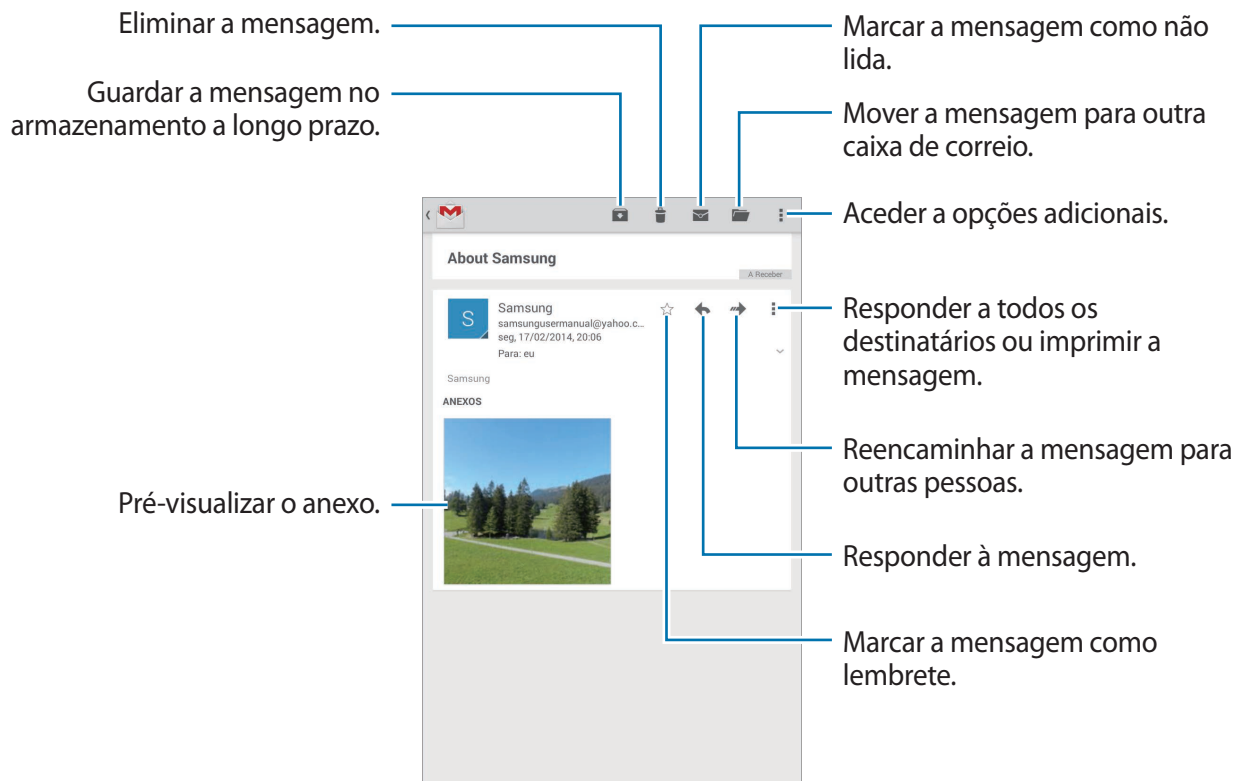 Eliminar a mensagem.
Guardar a mensagem no
armazenamento a longo prazo.
Marcar a mensagem como não
lida.
Mover a mensagem para outra
caixa de correio.
Aceder a opções adicionais.
About Samsung
A Receber
S
Samsung
samsungusermanual@yahoo.c...
seg, 17/02/2014, 20:06
Para: eu
Samsung
ANEXOS
Responder a todos os
destinatários ou imprimir a
mensagem.
Reencaminhar a mensagem para
outras pessoas.
Pré-visualizar o anexo.
Responder à mensagem.
Marcar a mensagem como
lembrete.